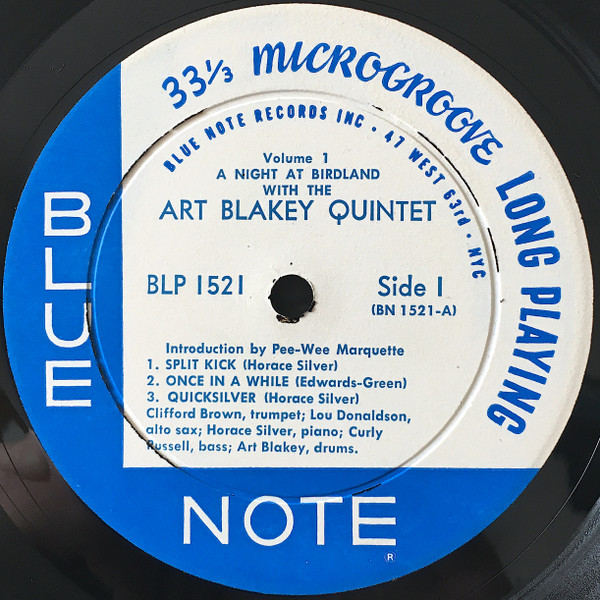 33⅓ MICROGROOVE LONG PLAYING
BLUE NOTE RECORDS INC • 47 WEST 63rd • NYC
Volume 1
A NIGHT AT BIRDLAND
WITH THE
ART BLAKEY QUINTET
BLP 1521
Side 1
(BN 1521-A)
Introduction by Pee-Wee Marquette
1. SPLIT KICK (Horace Silver)
2. ONCE IN A WHILE (Edwards-Green)
3. QUICKSILVER (Horace Silver)
Clifford Brown, trumpet; Lou Donaldson,
alto sax; Horace Silver, piano; Curly
Russell, bass; Art Blakey, drums.
BLUE
NOTE
®